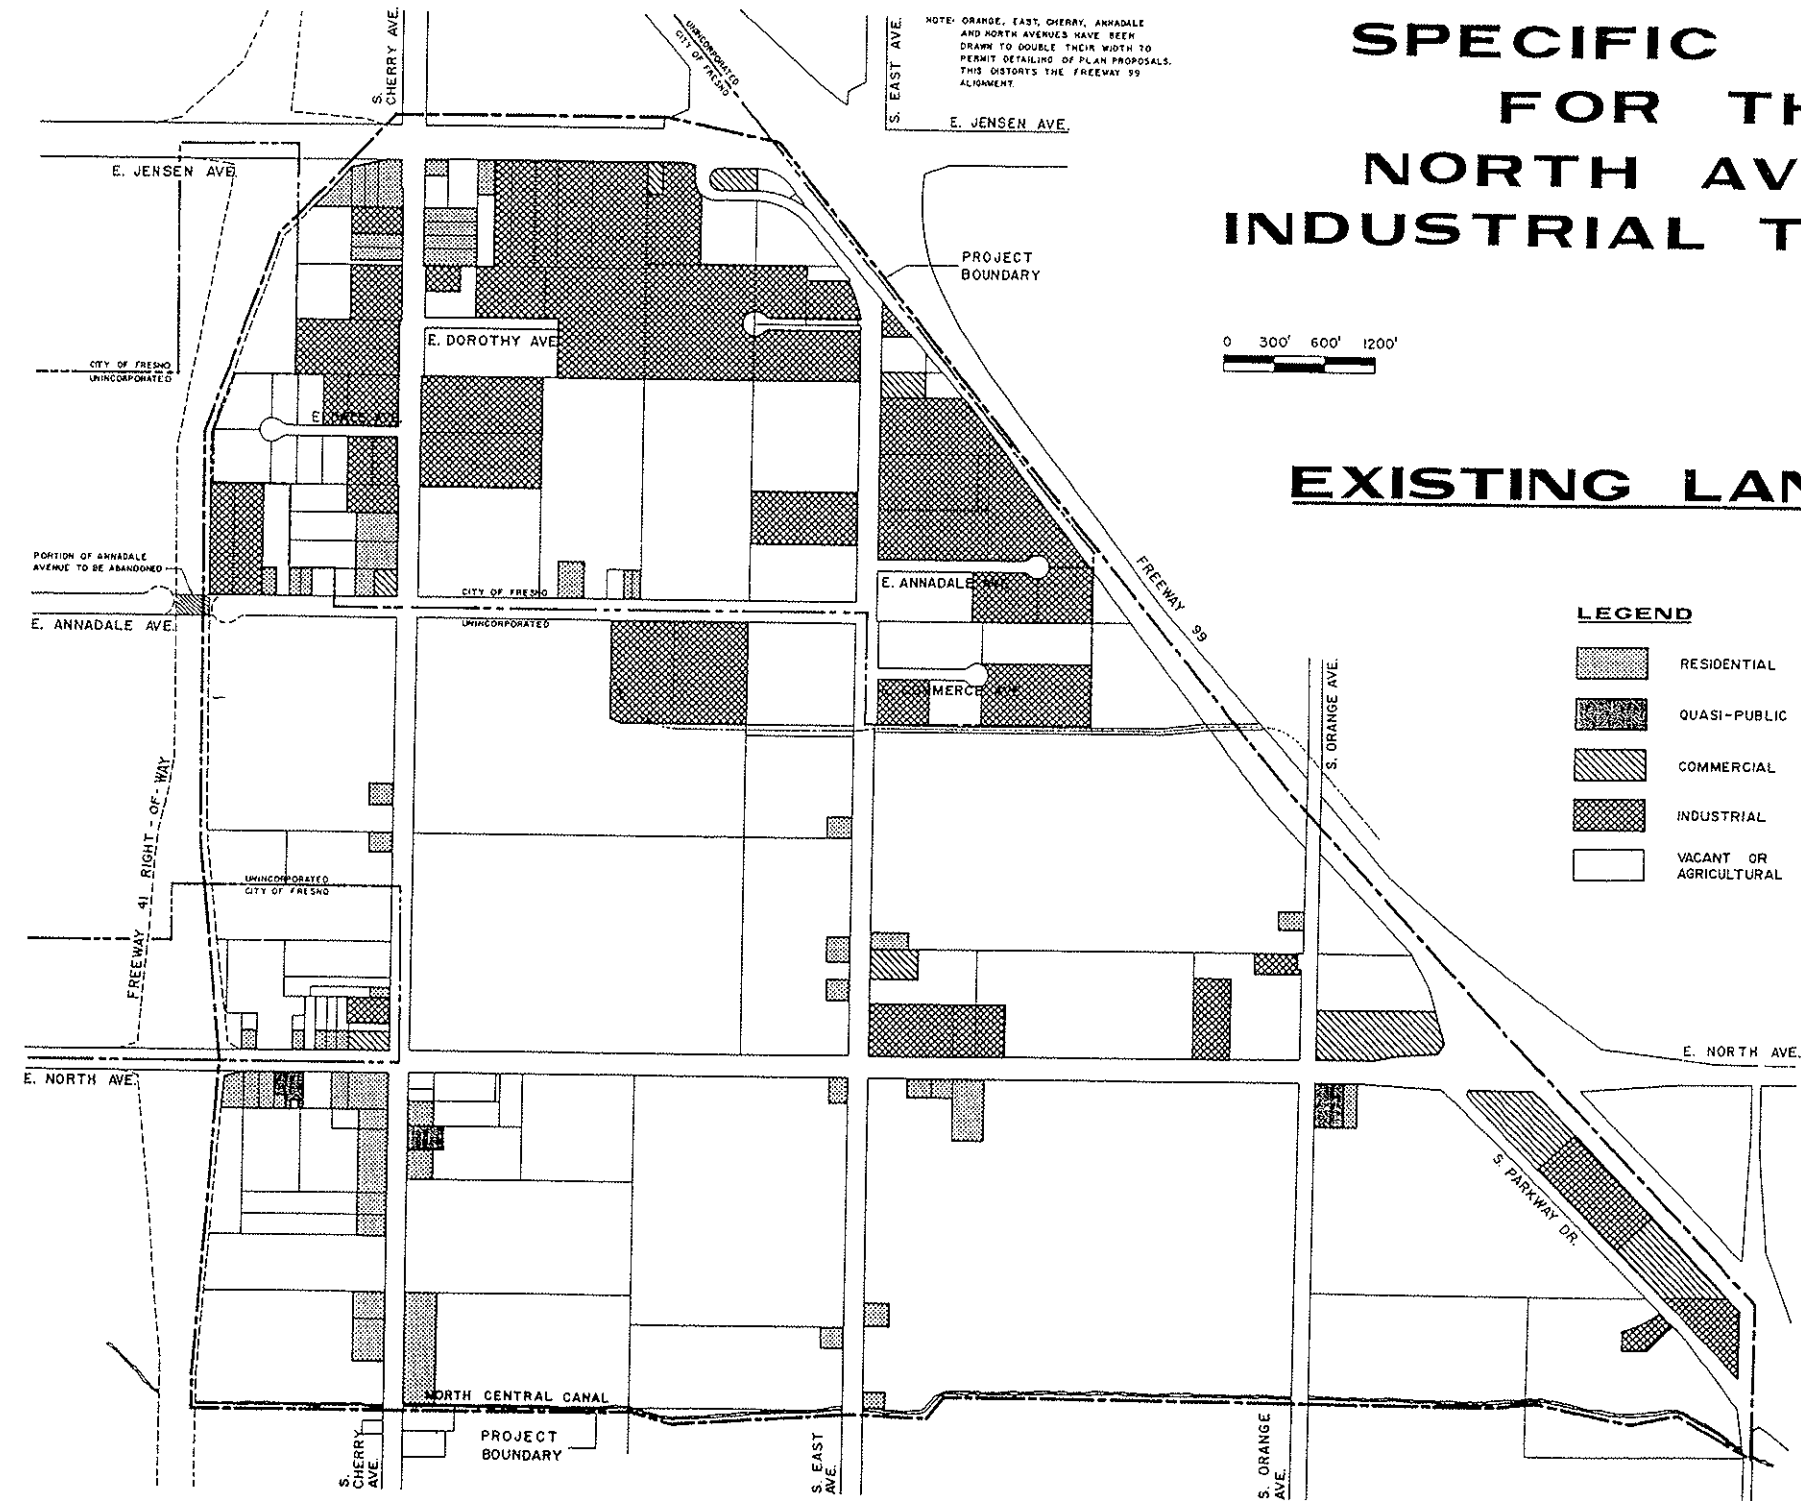 SPECIFIC
FOR TH
NORTH AV
INDUSTRIAL T
EXISTING LAN
NOTE: ORANGE, EAST, CHERRY, ANNADALE
AND NORTH AVENUES HAVE BEEN
DRAWN TO DOUBLE THEIR WIDTH TO
PERMIT DETAILING OF PLAN PROPOSALS.
THIS DISTORTS THE FREEWAY 99
ALIGNMENT.
S. CHERRY AVE.
UNINCORPORATED
CITY OF FRESNO
S. EAST AVE.
E. JENSEN AVE.
E. JENSEN AVE.
PROJECT
BOUNDARY
0 300' 600' 1200'
E. DOROTHY AVE.
CITY OF FRESNO
UNINCORPORATED
PORTION OF ANNADALE
AVENUE TO BE ABANDONED
E. ANNADALE AVE.
CITY OF FRESNO
UNINCORPORATED
E. ANNADALE
FREEWAY 99
COMMERCE AVE.
S. ORANGE AVE.
LEGEND
RESIDENTIAL
QUASI-PUBLIC
COMMERCIAL
INDUSTRIAL
VACANT OR
AGRICULTURAL
FREEWAY 41 RIGHT-OF-WAY
UNINCORPORATED
CITY OF FRESNO
E. NORTH AVE.
E. NORTH AVE.
S. PARKWAY DR.
NORTH CENTRAL CANAL
PROJECT
BOUNDARY
S. CHERRY AVE.
S. EAST AVE.
S. ORANGE AVE.